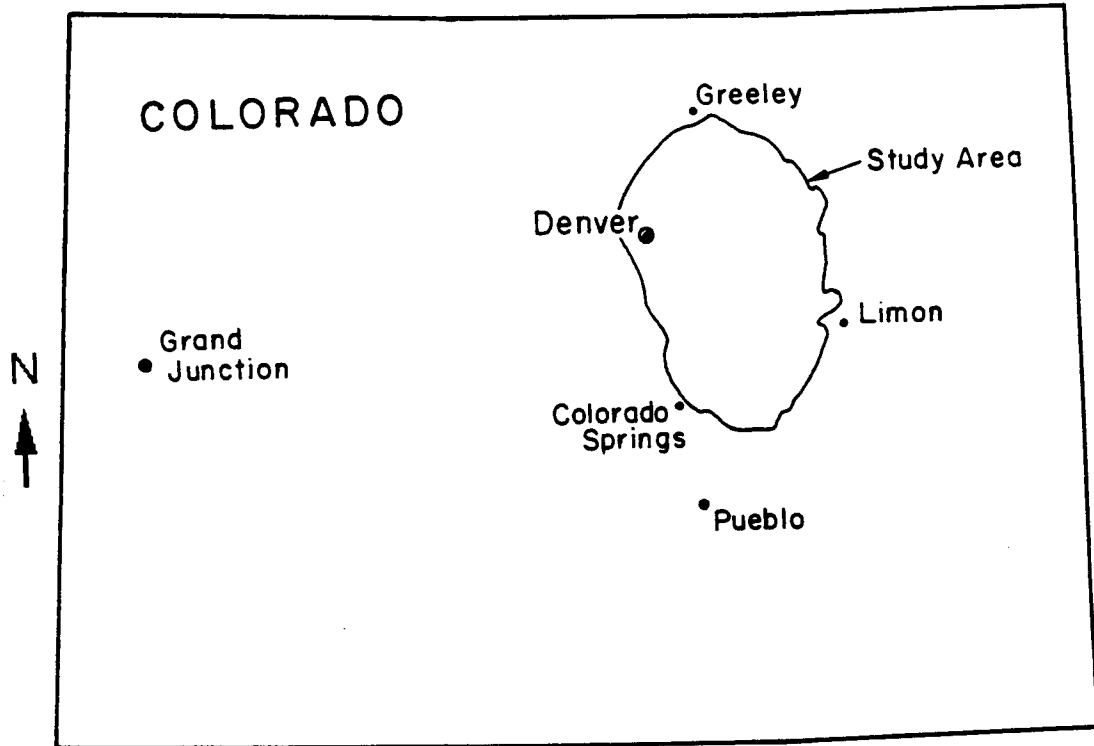 COLORADO
Greeley
Study Area
Denver
Limon
Grand
Junction
N
Colorado
Springs
Pueblo